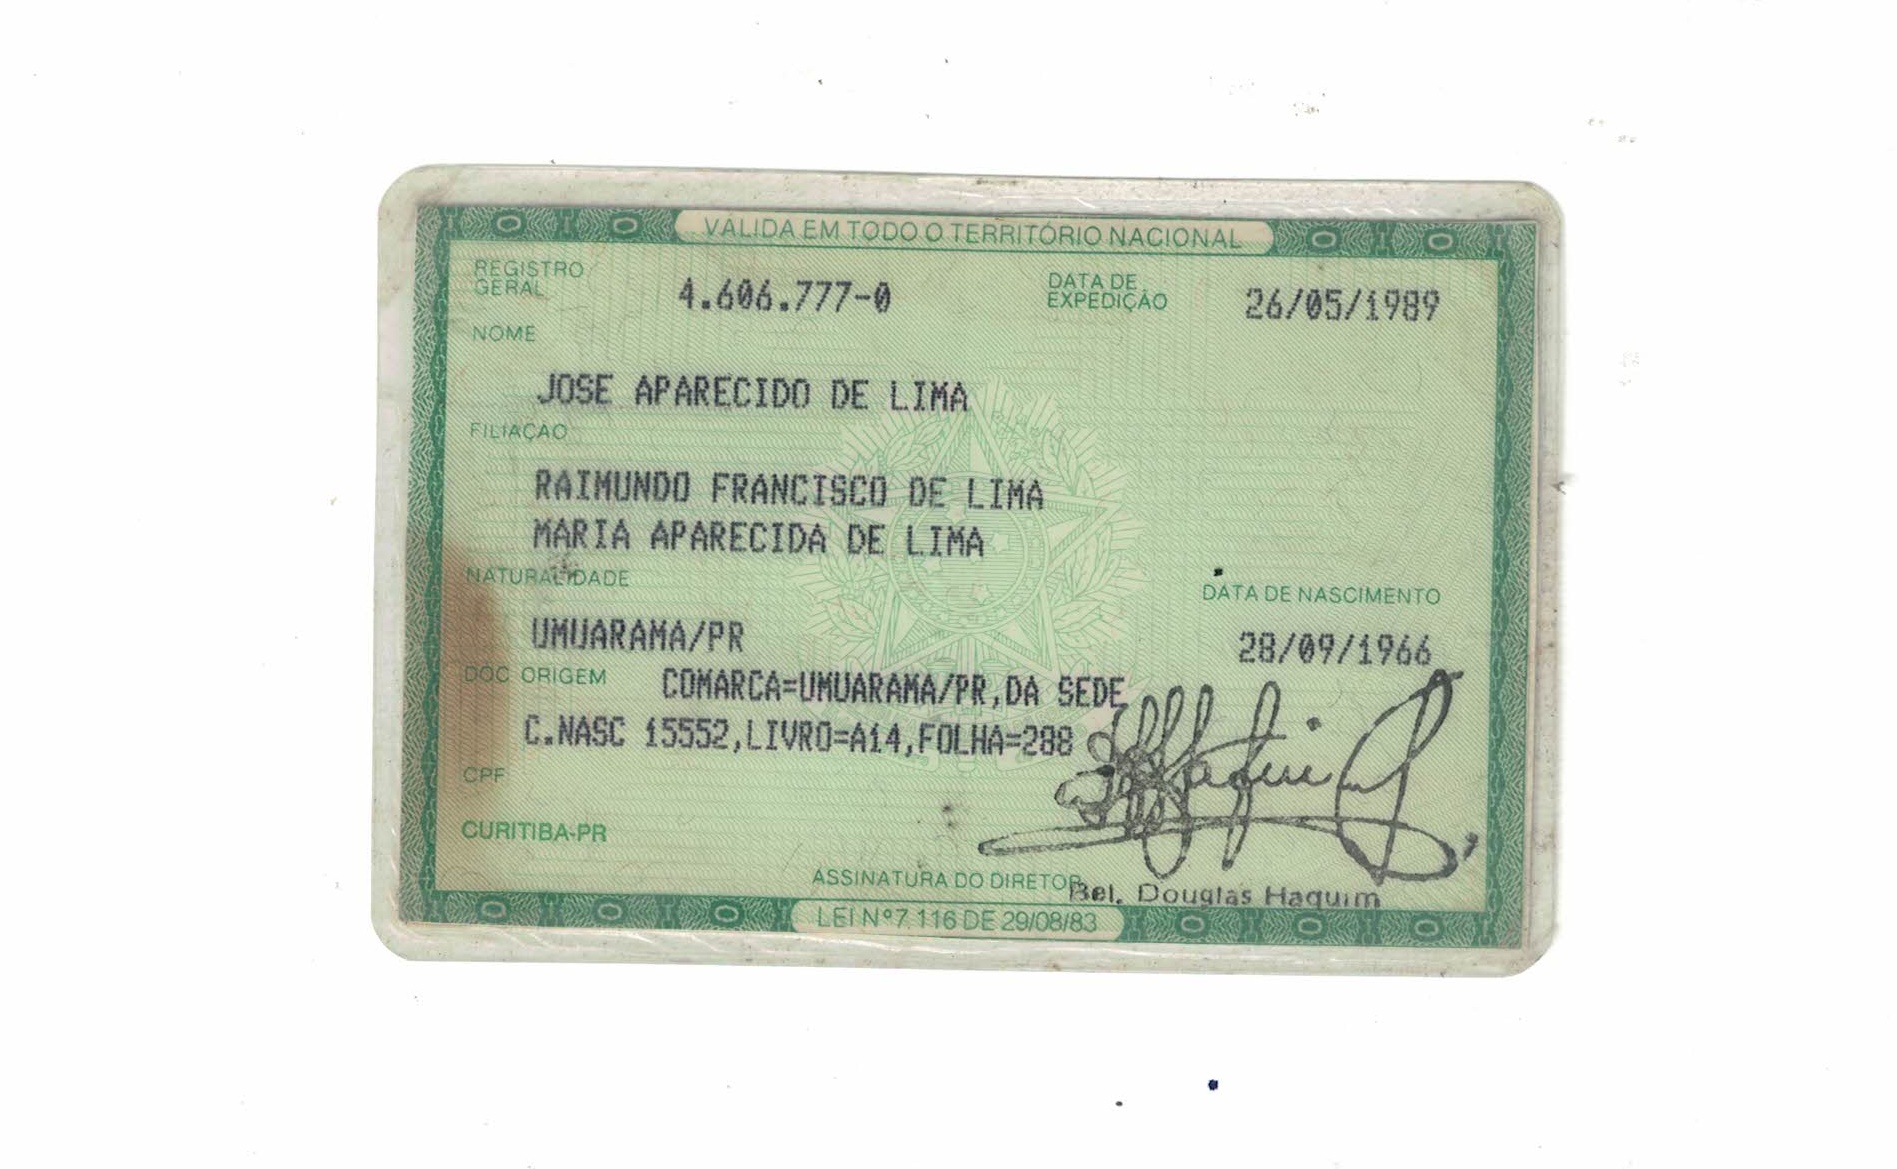 VÁLIDA EM TODO O TERRITÓRIO NACIONAL
REGISTRO GERAL 4.606.777-0 DATA DE EXPEDIÇÃO 26/05/1989
NOME
JOSE APARECIDO DE LIMA
FILIAÇÃO
RAIMUNDO FRANCISCO DE LIMA
MARIA APARECIDA DE LIMA
NATURALIDADE DATA DE NASCIMENTO
UMUARAMA/PR 28/09/1966
DOC ORIGEM COMARCA=UMUARAMA/PR,DA SEDE
C.NASC 15552,LIVRO=A14,FOLHA=288
CPF
CURITIBA-PR
ASSINATURA DO DIRETOR Bel. Douglas Haquim
LEI Nº 7.116 DE 29/08/83